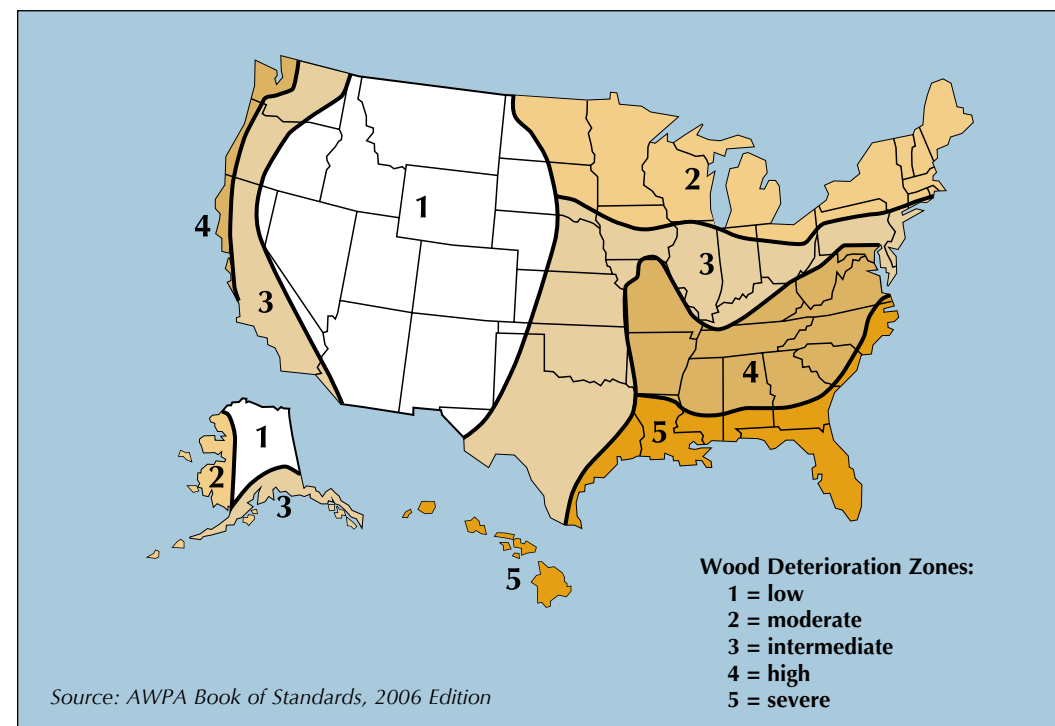 2
1
4
3
3
4
5
1
2
3
5
Wood Deterioration Zones:
1 = low
2 = moderate
3 = intermediate
4 = high
5 = severe
Source: AWPA Book of Standards, 2006 Edition